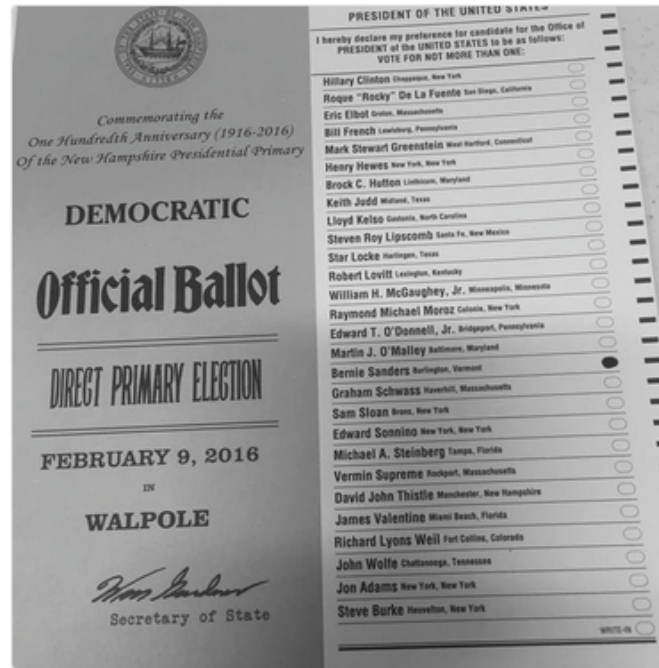 Commemorating the
One Hundredth Anniversary (1916-2016)
Of the New Hampshire Presidential Primary
DEMOCRATIC
Official Ballot
DIRECT PRIMARY ELECTION
FEBRUARY 9, 2016
IN
WALPOLE
Secretary of State
PRESIDENT OF THE UNITED STATES
I hereby declare my preference for candidate for the Office of
PRESIDENT of the UNITED STATES to be as follows:
VOTE FOR NOT MORE THAN ONE:
Hillary Clinton Chappaqua, New York
Roque "Rocky" De La Fuente San Diego, California
Eric Elbot Groton, Massachusetts
Bill French Lewisburg, Pennsylvania
Mark Stewart Greenstein West Hartford, Connecticut
Henry Hewes New York, New York
Brock C. Hutton Linthicum, Maryland
Keith Judd Midland, Texas
Lloyd Kelso Gastonia, North Carolina
Steven Roy Lipscomb Santa Fe, New Mexico
Star Locke Harlingen, Texas
Robert Lovitt Lexington, Kentucky
William H. McGaughey, Jr. Minneapolis, Minnesota
Raymond Michael Moroz Colonie, New York
Edward T. O'Donnell, Jr. Bridgeport, Pennsylvania
Martin J. O'Malley Baltimore, Maryland
Bernie Sanders Burlington, Vermont
Graham Schwass Haverhill, Massachusetts
Sam Sloan Bronx, New York
Edward Sonnino New York, New York
Michael A. Steinberg Tampa, Florida
Vermin Supreme Rockport, Massachusetts
David John Thistle Manchester, New Hampshire
James Valentine Miami Beach, Florida
Richard Lyons Weil Fort Collins, Colorado
John Wolfe Chattanooga, Tennessee
Jon Adams New York, New York
Steve Burke Heuvelton, New York
WRITE-IN